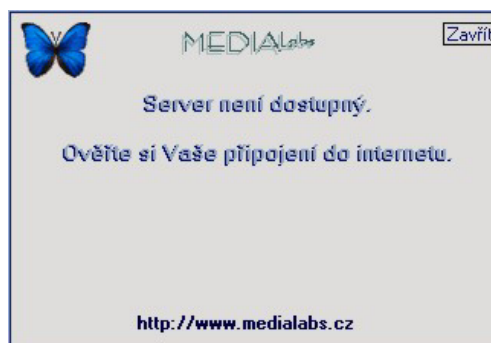 MEDIALabs
Zavřít
Server není dostupný.
Ověřte si Vaše připojení do internetu.
http://www.medialabs.cz